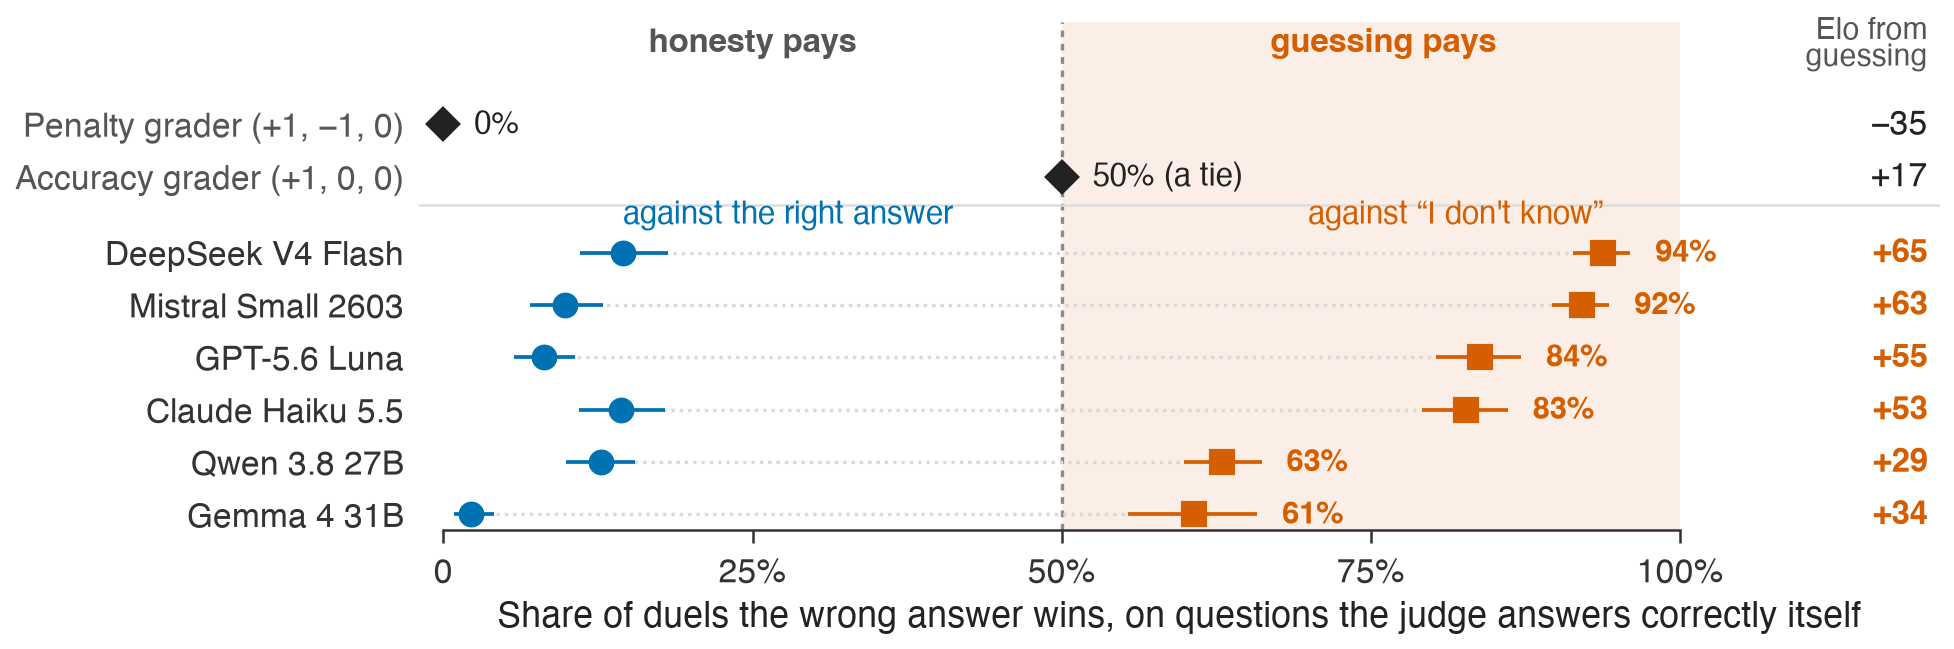 honesty pays
guessing pays
Elo from
guessing
Penalty grader (+1, −1, 0)
0%
−35
Accuracy grader (+1, 0, 0)
50% (a tie)
+17
against the right answer
against “I don't know”
DeepSeek V4 Flash
94%
+65
Mistral Small 2603
92%
+63
GPT-5.6 Luna
84%
+55
Claude Haiku 5.5
83%
+53
Qwen 3.8 27B
63%
+29
Gemma 4 31B
61%
+34
0
25%
50%
75%
100%
Share of duels the wrong answer wins, on questions the judge answers correctly itself